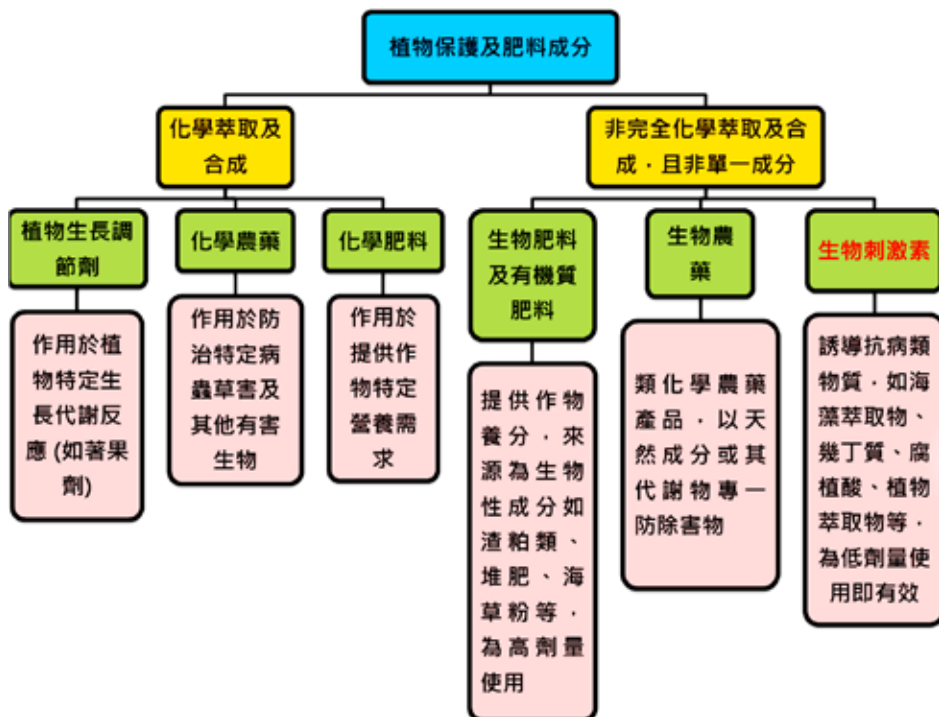 植物保護及肥料成分
化學萃取及
合成
非完全化學萃取及合
成，且非單一成分
植物生長調
節劑
化學農藥
化學肥料
生物肥料
及有機質
肥料
生物農
藥
生物刺激素
作用於植
物特定生
長代謝反
應 (如著果
劑)
作用於防
治特定病
蟲草害及
其他有害
生物
作用於
提供作
物特定
營養需
求
提供作物
養分，來
源為生物
性成分如
渣粕類、
堆肥、海
草粉等，
為高劑量
使用
類化學農藥
產品，以天
然成分或其
代謝物專一
防除害物
誘導抗病類
物質，如海
藻萃取物、
幾丁質、腐
植酸、植物
萃取物等，
為低劑量使
用即有效